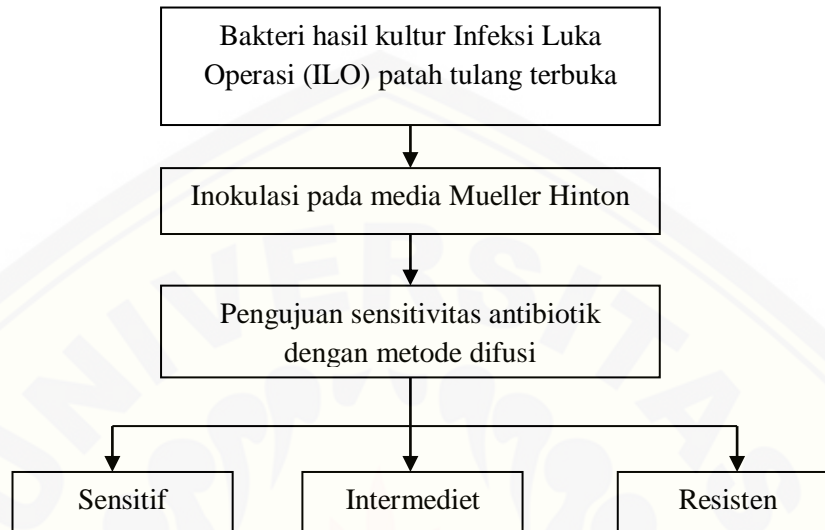 Bakteri hasil kultur Infeksi Luka
Operasi (ILO) patah tulang terbuka
Inokulasi pada media Mueller Hinton
Pengujuan sensitivitas antibiotik
dengan metode difusi
UNIVERSITAS
Sensitif
Intermediet
Resisten